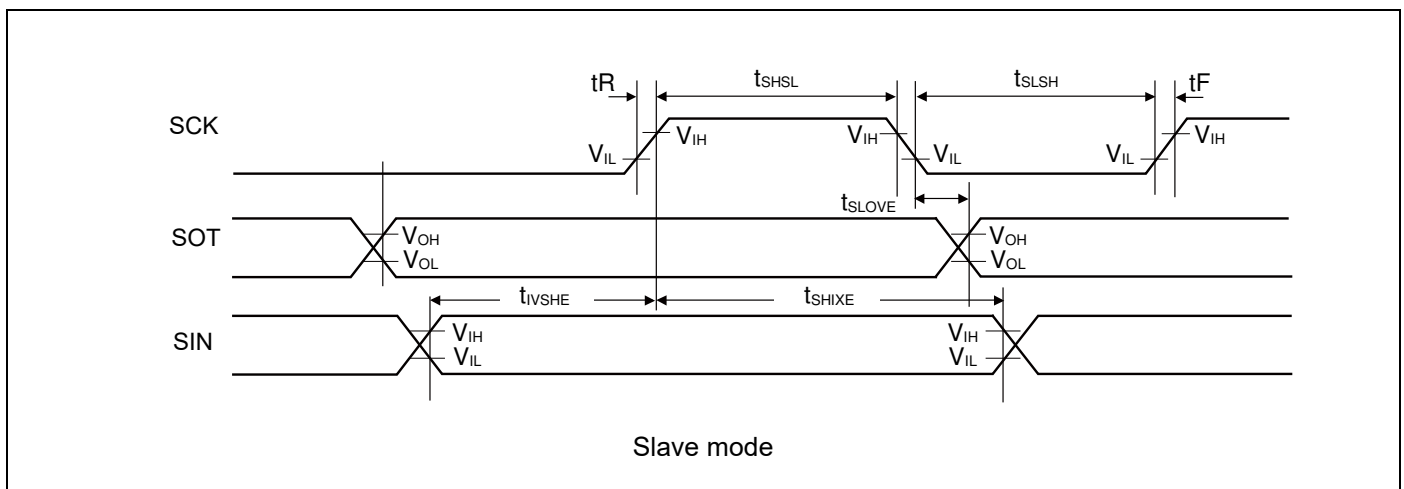 tR tSHSL tSLSH tF
SCK
VIH VIH VIH
VIL VIL VIL
tSLOVE
SOT
VOH VOH
VOL VOL
tIVSHE tSHIXE
SIN
VIH VIH
VIL VIL
Slave mode